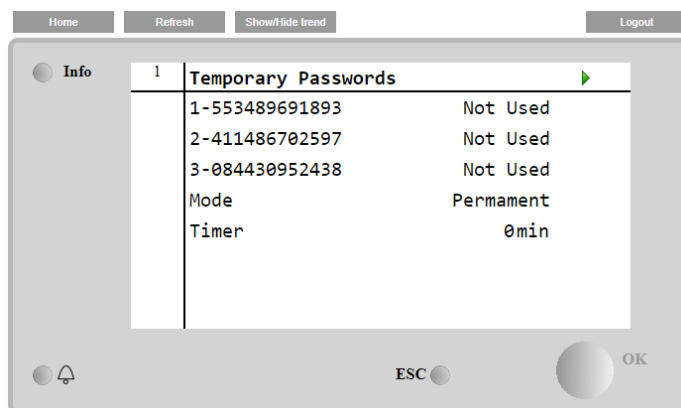 Home Refresh Show/Hide trend Logout
Info
1 Temporary Passwords
1-553489691893 Not Used
2-411486702597 Not Used
3-084430952438 Not Used
Mode Permament
Timer 0min
ESC OK